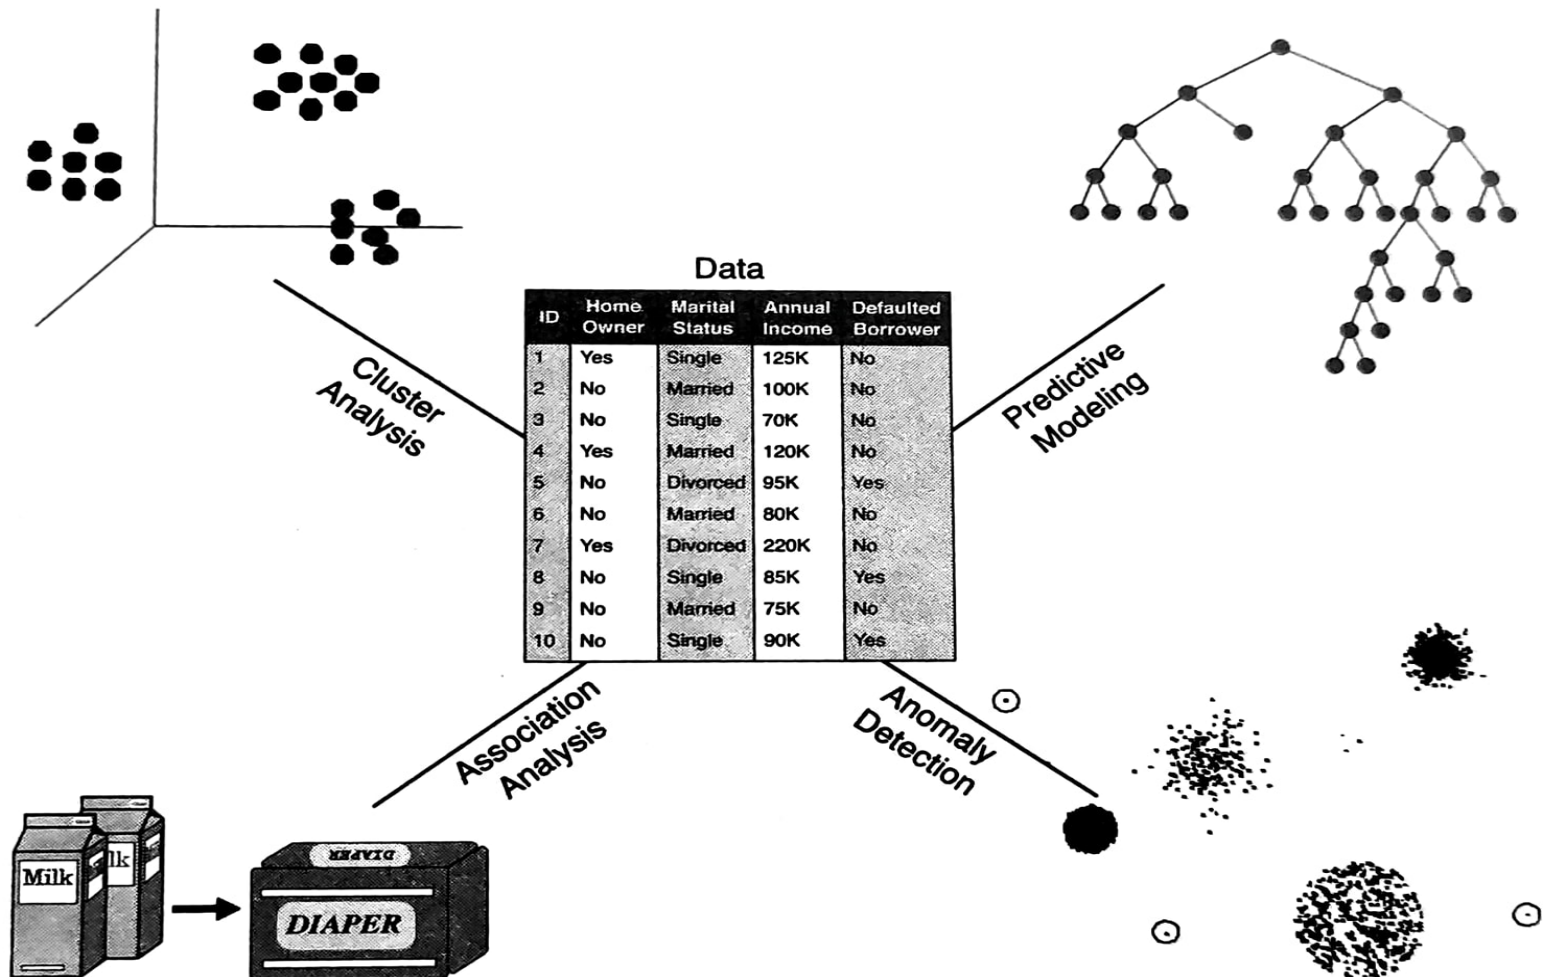 Data
ID Home Owner Marital Status Annual Income Defaulted Borrower
1 Yes Single 125K No
2 No Married 100K No
3 No Single 70K No
4 Yes Married 120K No
5 No Divorced 95K Yes
6 No Married 80K No
7 Yes Divorced 220K No
8 No Single 85K Yes
9 No Married 75K No
10 No Single 90K Yes
Cluster
Analysis
Predictive
Modeling
Association
Analysis
Anomaly
Detection
Milk
lk
DIAPER
DIAPER